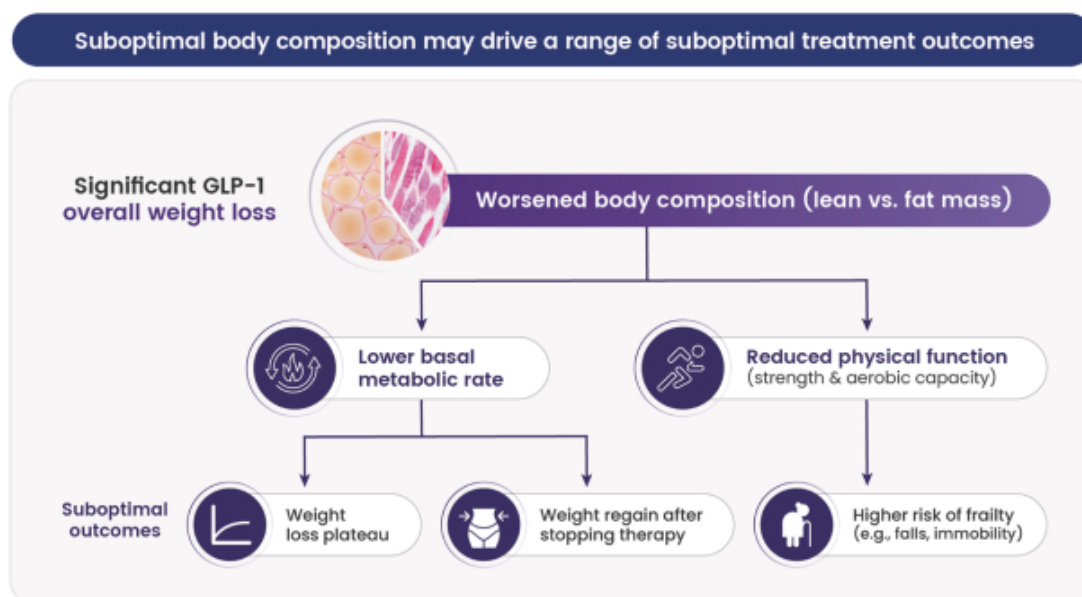 Suboptimal body composition may drive a range of suboptimal treatment outcomes
Significant GLP-1
overall weight loss
Worsened body composition (lean vs. fat mass)
Lower basal
metabolic rate
Reduced physical function
(strength & aerobic capacity)
Suboptimal
outcomes
Weight
loss plateau
Weight regain after
stopping therapy
Higher risk of frailty
(e.g., falls, immobility)